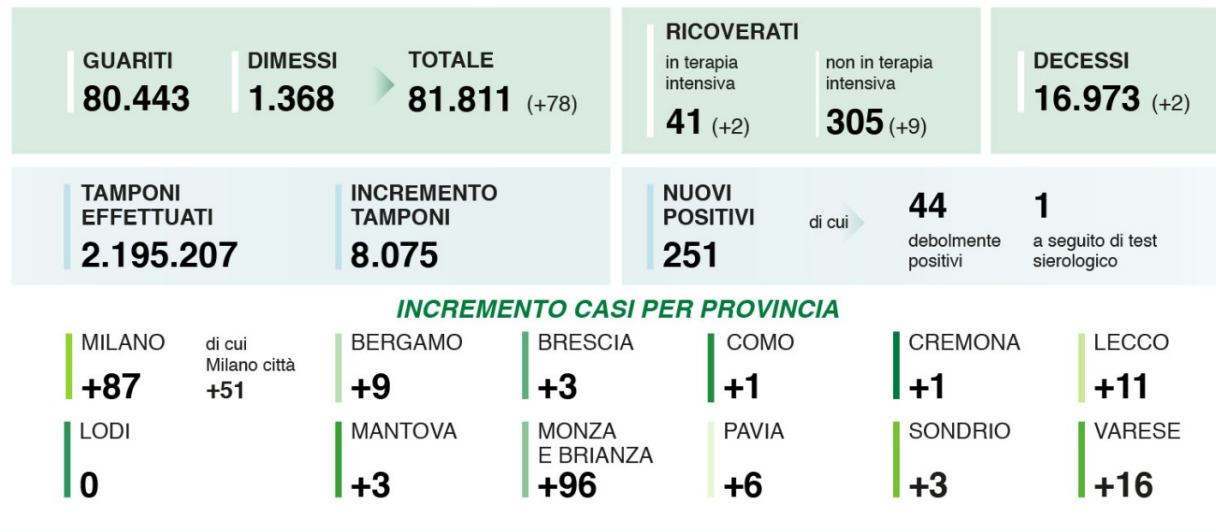 GUARITI
80.443
DIMESSI
1.368
TOTALE
81.811 (+78)
RICOVERATI
in terapia
intensiva
41 (+2)
non in terapia
intensiva
305 (+9)
DECESSI
16.973 (+2)
TAMPONI
EFFETTUATI
2.195.207
INCREMENTO
TAMPONI
8.075
NUOVI
POSITIVI
251
di cui
44
debolmente
positivi
1
a seguito di test
sierologico
INCREMENTO CASI PER PROVINCIA
MILANO
+87
di cui
Milano città
+51
BERGAMO
+9
BRESCIA
+3
COMO
+1
CREMONA
+1
LECCO
+11
LODI
0
MANTOVA
+3
MONZA
E BRIANZA
+96
PAVIA
+6
SONDRIO
+3
VARESE
+16